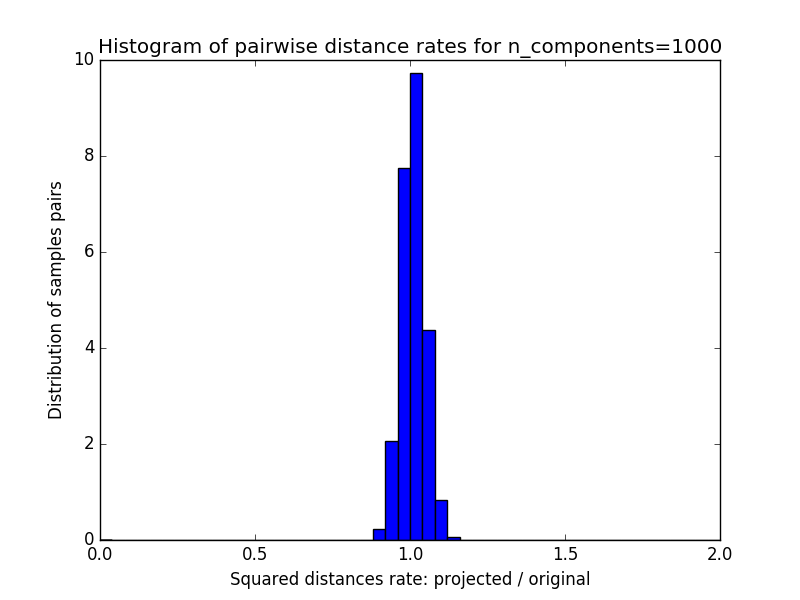 Histogram of pairwise distance rates for n_components=1000
10
8
6
4
2
0
Distribution of samples pairs
0.0 0.5 1.0 1.5 2.0
Squared distances rate: projected / original